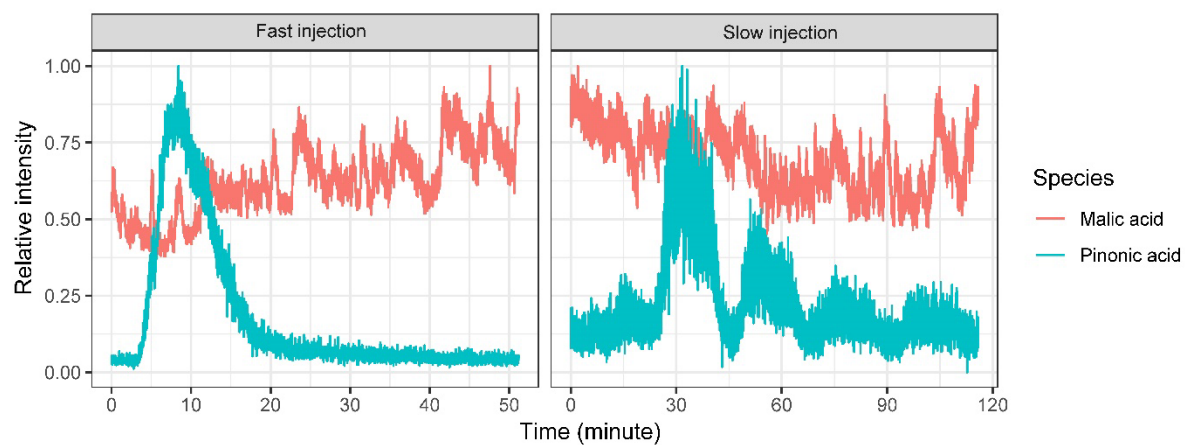 Fast injection
Slow injection
Relative intensity
1.00
0.75
0.50
0.25
0.00
0 10 20 30 40 50
0 30 60 90 120
Time (minute)
Species
Malic acid
Pinonic acid